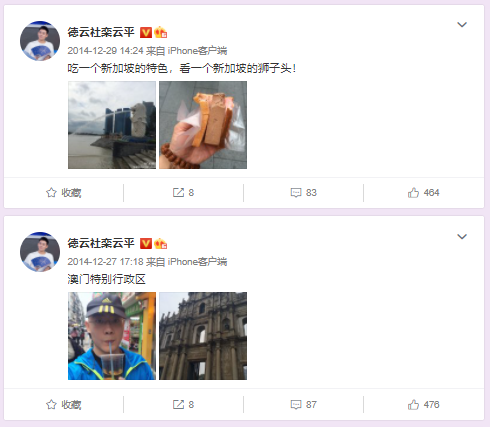 德云社栾云平
2014-12-29 14:24 来自 iPhone客户端
吃一个新加坡的特色，看一个新加坡的狮子头！
收藏
8
83
464
德云社栾云平
2014-12-27 17:18 来自 iPhone客户端
澳门特别行政区
收藏
8
87
476